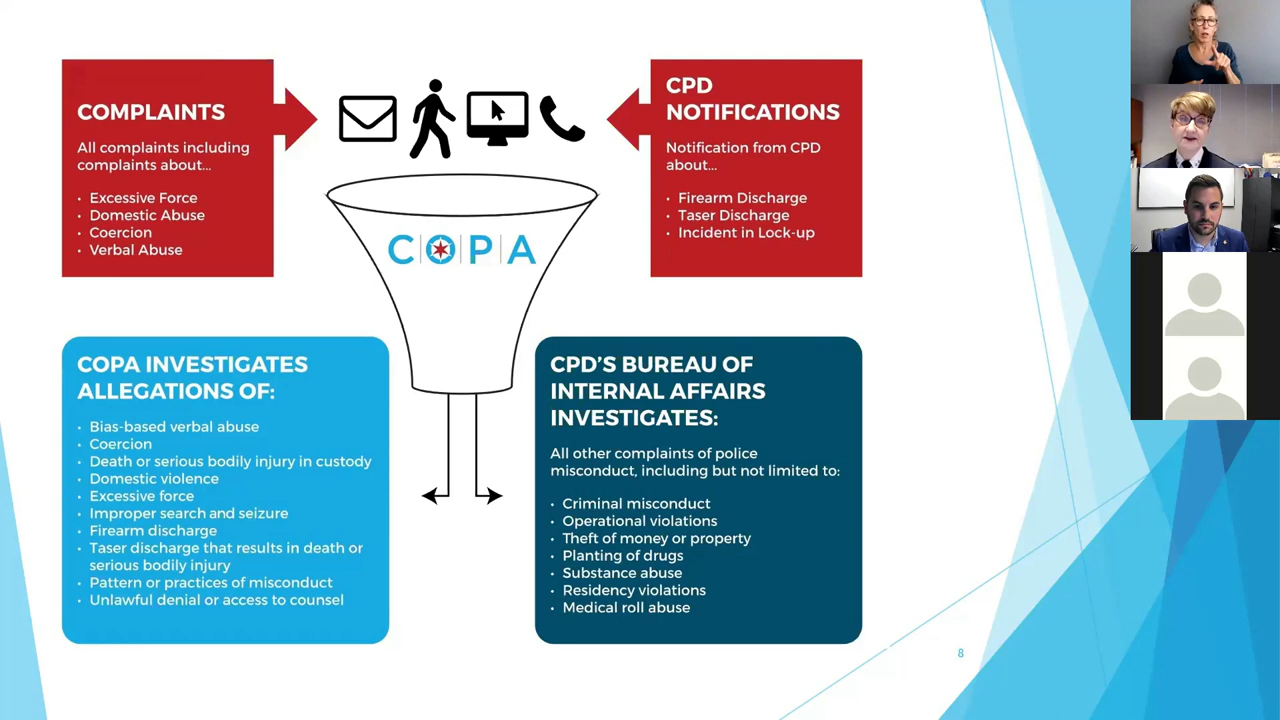 COMPLAINTS
All complaints including
complaints about...
• Excessive Force
• Domestic Abuse
• Coercion
• Verbal Abuse
CPD
NOTIFICATIONS
Notification from CPD
about...
• Firearm Discharge
• Taser Discharge
• Incident in Lock-up
C|O|P|A
COPA INVESTIGATES
ALLEGATIONS OF:
• Bias-based verbal abuse
• Coercion
• Death or serious bodily injury in custody
• Domestic violence
• Excessive force
• Improper search and seizure
• Firearm discharge
• Taser discharge that results in death or
serious bodily injury
• Pattern or practices of misconduct
• Unlawful denial or access to counsel
CPD'S BUREAU OF
INTERNAL AFFAIRS
INVESTIGATES:
All other complaints of police
misconduct, including but not limited to:
• Criminal misconduct
• Operational violations
• Theft of money or property
• Planting of drugs
• Substance abuse
• Residency violations
• Medical roll abuse
8